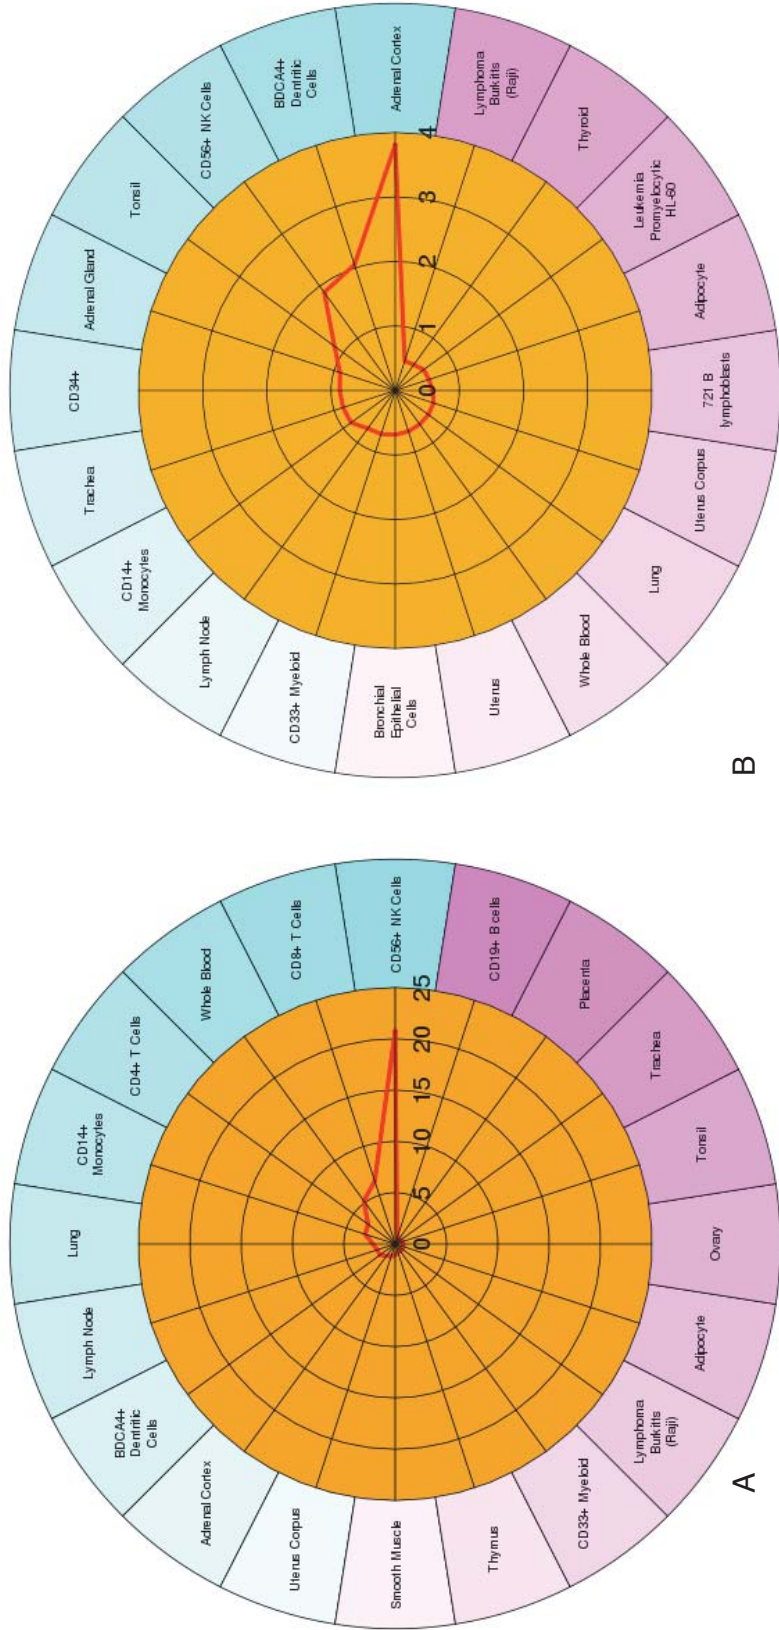 Adrenal Cortex
BDCA4+
Dentritic
Cells
CD56+ NK Cells
Tonsil
Adrenal Gland
CD34+
Trachea
CD14+
Monocytes
Lymph Node
CD33+ Myeloid
Bronchial
Epithelial
Cells
Uterus
Whole Blood
Lung
Uterus Corpus
721 B
lymphoblasts
Adipocyte
Leukemia
Promyelocytic
HL-60
Thyroid
Lymphoma
Burkitts
(Raji)
0
1
2
3
4
B
CD56+ NK Cells
CD8+ T Cells
Whole Blood
CD4+ T Cells
CD14+
Monocytes
Lung
Lymph Node
BDCA4+
Dentritic
Cells
Adrenal Cortex
Uterus Corpus
Smooth Muscle
Thymus
CD33+ Myeloid
Lymphoma
Burkitts
(Raji)
Adipocyte
Ovary
Tonsil
Trachea
Placenta
CD19+ B cells
0
5
10
15
20
25
A